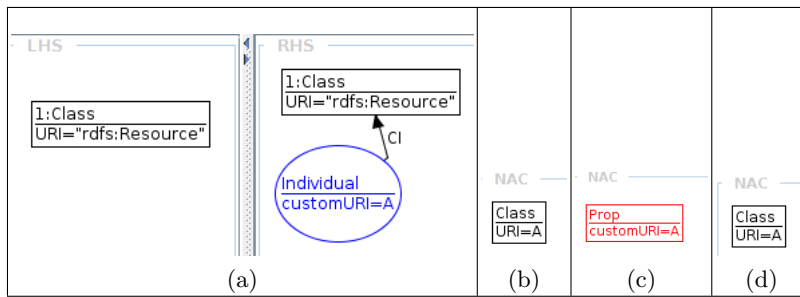 LHS
1:Class
URI="rdfs:Resource"
RHS
1:Class
URI="rdfs:Resource"
CI
Individual
customURI=A
(a)
NAC
Class
URI=A
(b)
NAC
Prop
customURI=A
(c)
NAC
Class
URI=A
(d)